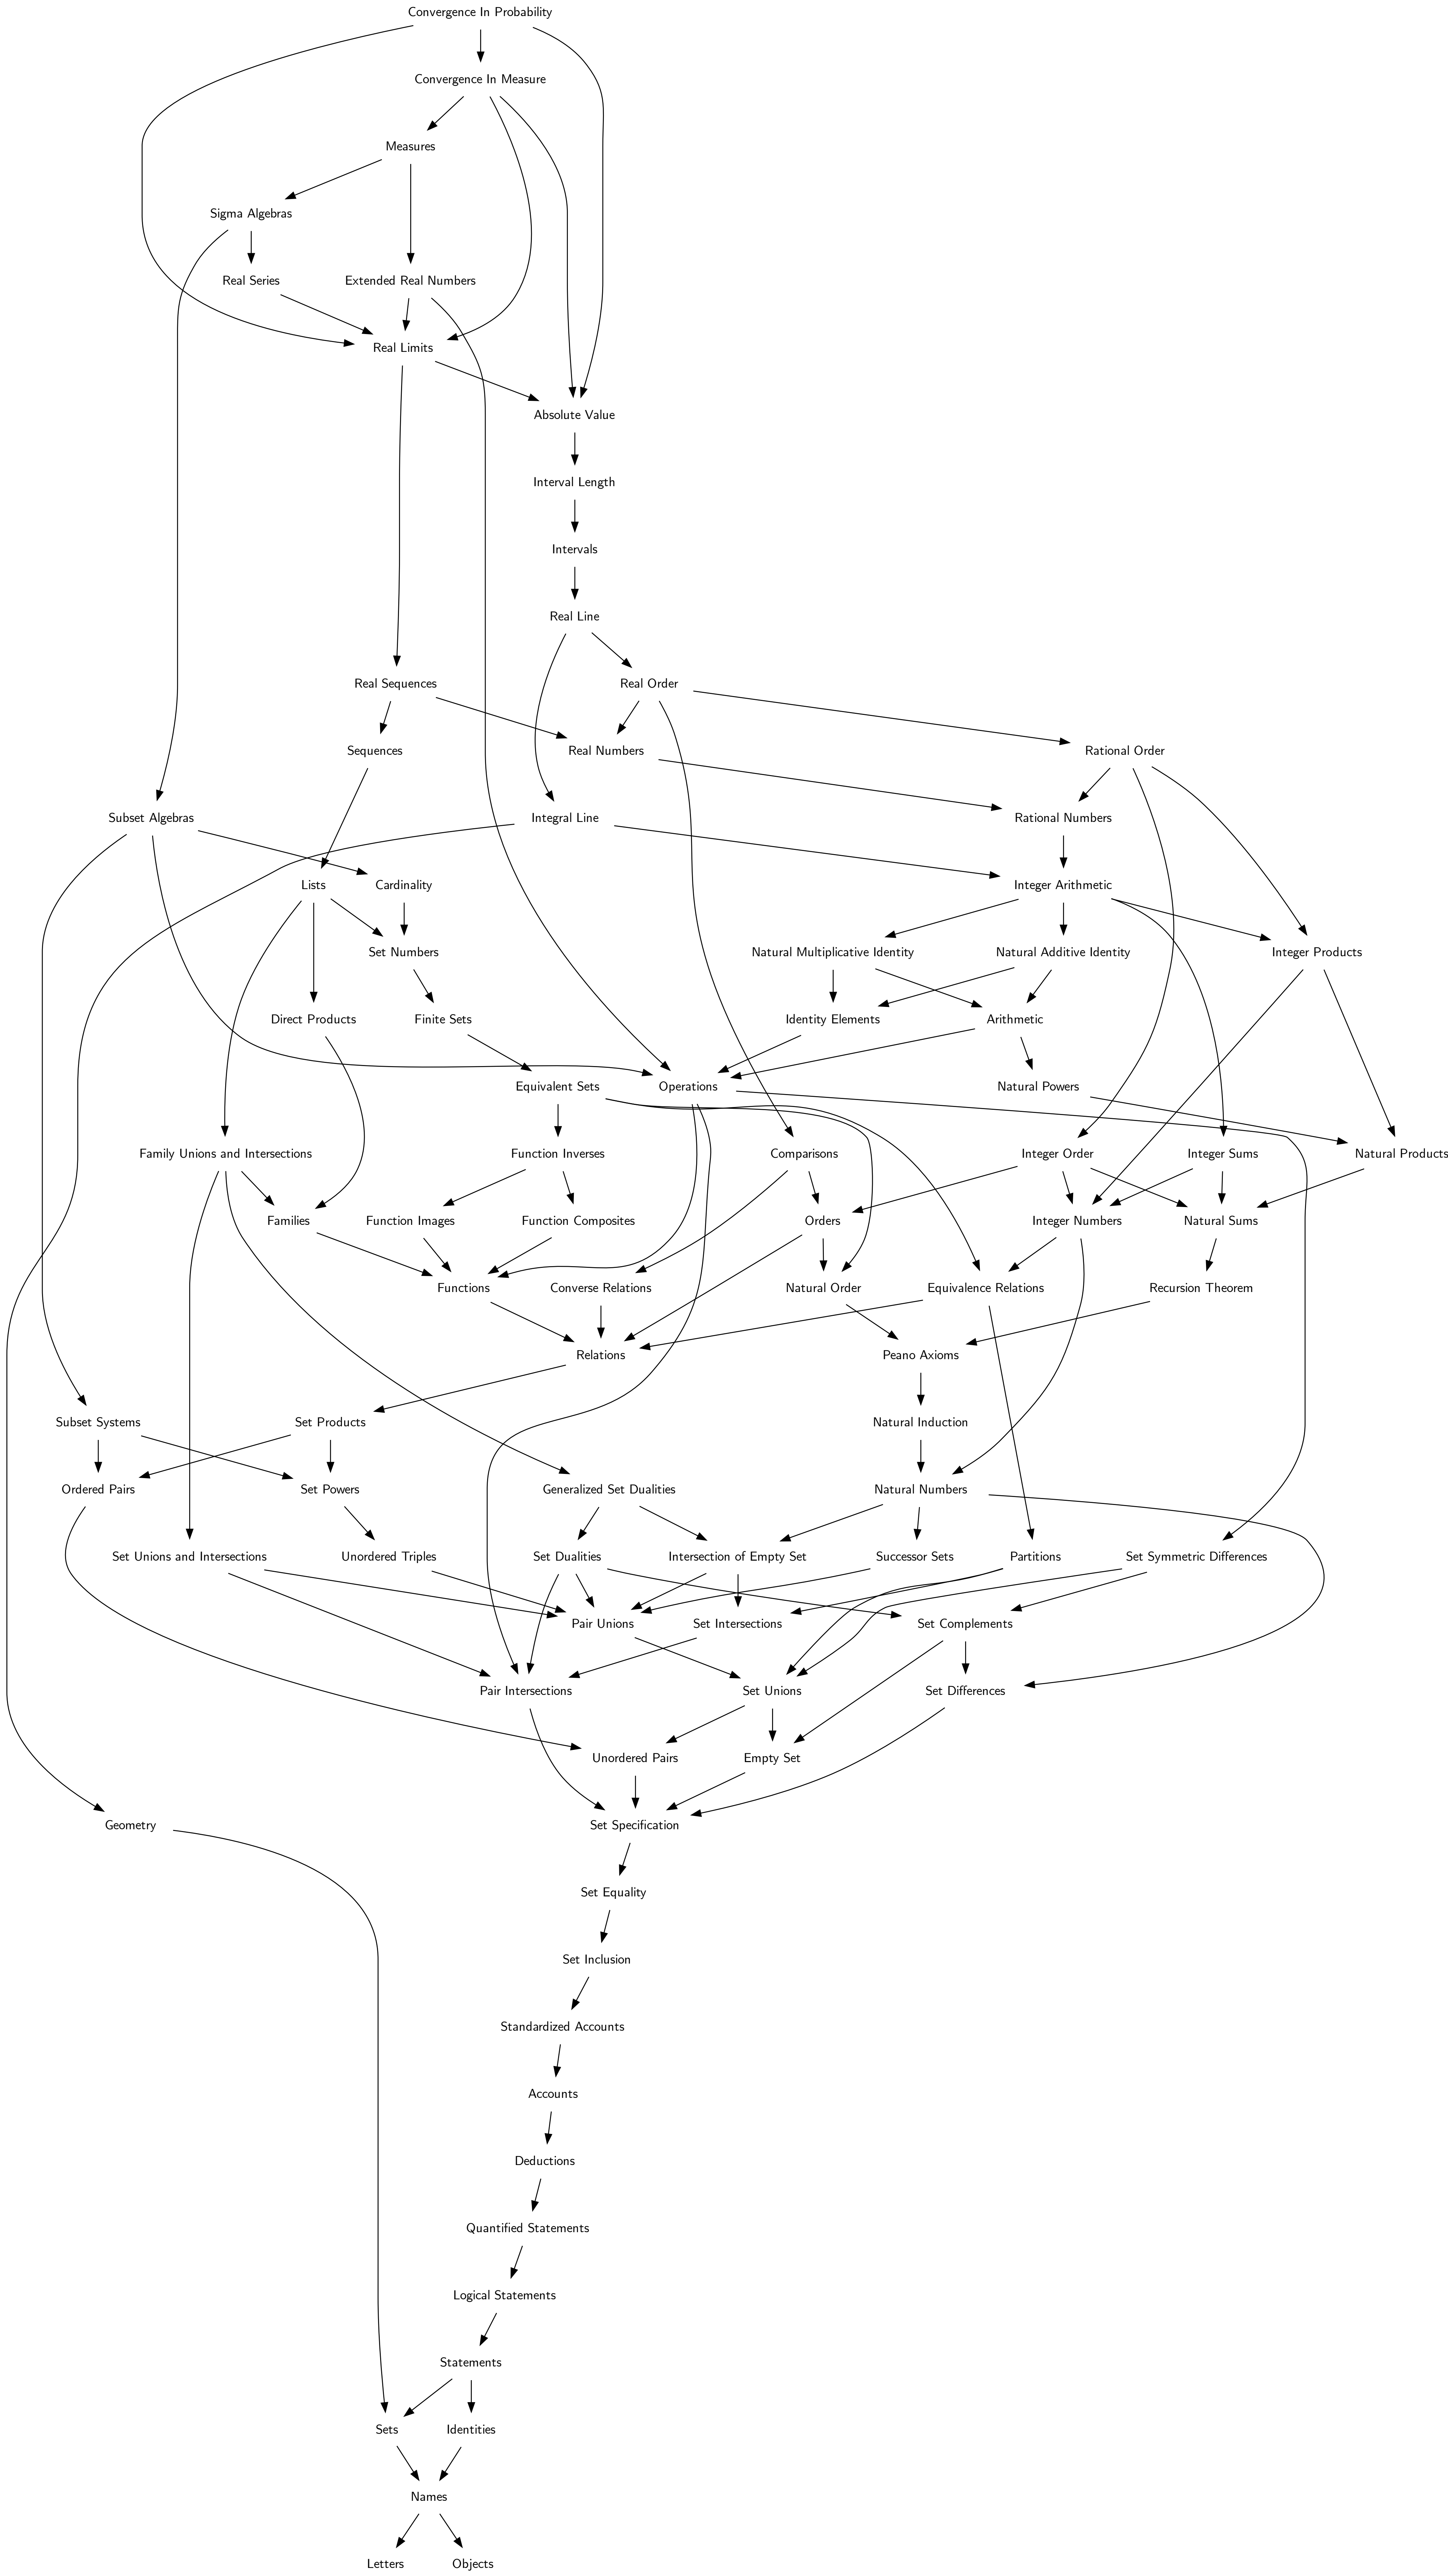 Convergence In Probability
Convergence In Measure
Measures
Sigma Algebras
Real Series
Extended Real Numbers
Real Limits
Absolute Value
Interval Length
Intervals
Real Line
Real Sequences
Real Order
Sequences
Real Numbers
Rational Order
Subset Algebras
Integral Line
Rational Numbers
Lists
Cardinality
Integer Arithmetic
Set Numbers
Natural Multiplicative Identity
Natural Additive Identity
Integer Products
Direct Products
Finite Sets
Identity Elements
Arithmetic
Equivalent Sets
Operations
Natural Powers
Family Unions and Intersections
Function Inverses
Comparisons
Integer Order
Integer Sums
Natural Products
Families
Function Images
Function Composites
Orders
Integer Numbers
Natural Sums
Functions
Converse Relations
Natural Order
Equivalence Relations
Recursion Theorem
Relations
Peano Axioms
Subset Systems
Set Products
Natural Induction
Ordered Pairs
Set Powers
Generalized Set Dualities
Natural Numbers
Set Unions and Intersections
Unordered Triples
Set Dualities
Intersection of Empty Set
Successor Sets
Partitions
Set Symmetric Differences
Pair Unions
Set Intersections
Set Complements
Pair Intersections
Set Unions
Set Differences
Unordered Pairs
Empty Set
Geometry
Set Specification
Set Equality
Set Inclusion
Standardized Accounts
Accounts
Deductions
Quantified Statements
Logical Statements
Statements
Sets
Identities
Names
Letters
Objects